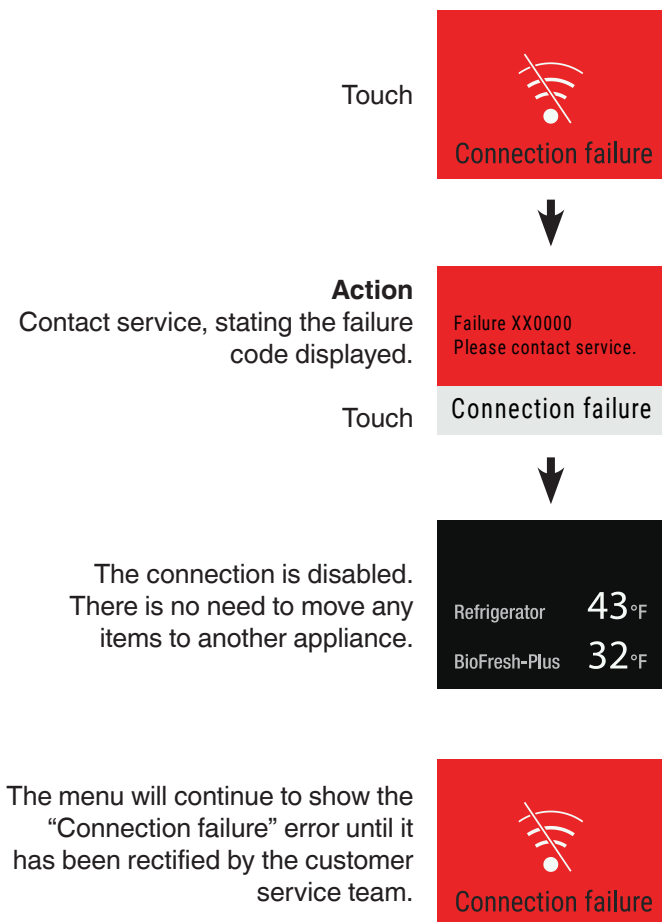 Touch
Connection failure
Action
Contact service, stating the failure
code displayed.
Failure XX0000
Please contact service.
Touch
Connection failure
The connection is disabled.
There is no need to move any
items to another appliance.
Refrigerator 43°F
BioFresh-Plus 32°F
The menu will continue to show the
“Connection failure” error until it
has been rectified by the customer
service team.
Connection failure